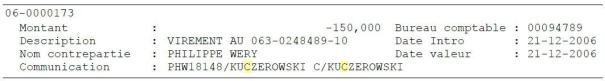 06-0000173
Montant : -150,000 Bureau comptable : 00094789
Description : VIREMENT AU 063-0248489-10 Date Intro : 21-12-2006
Nom contrepartie : PHILIPPE WERY Date valeur : 21-12-2006
Communication : PHW18148/KUCZEROWSKI C/KUCZEROWSKI